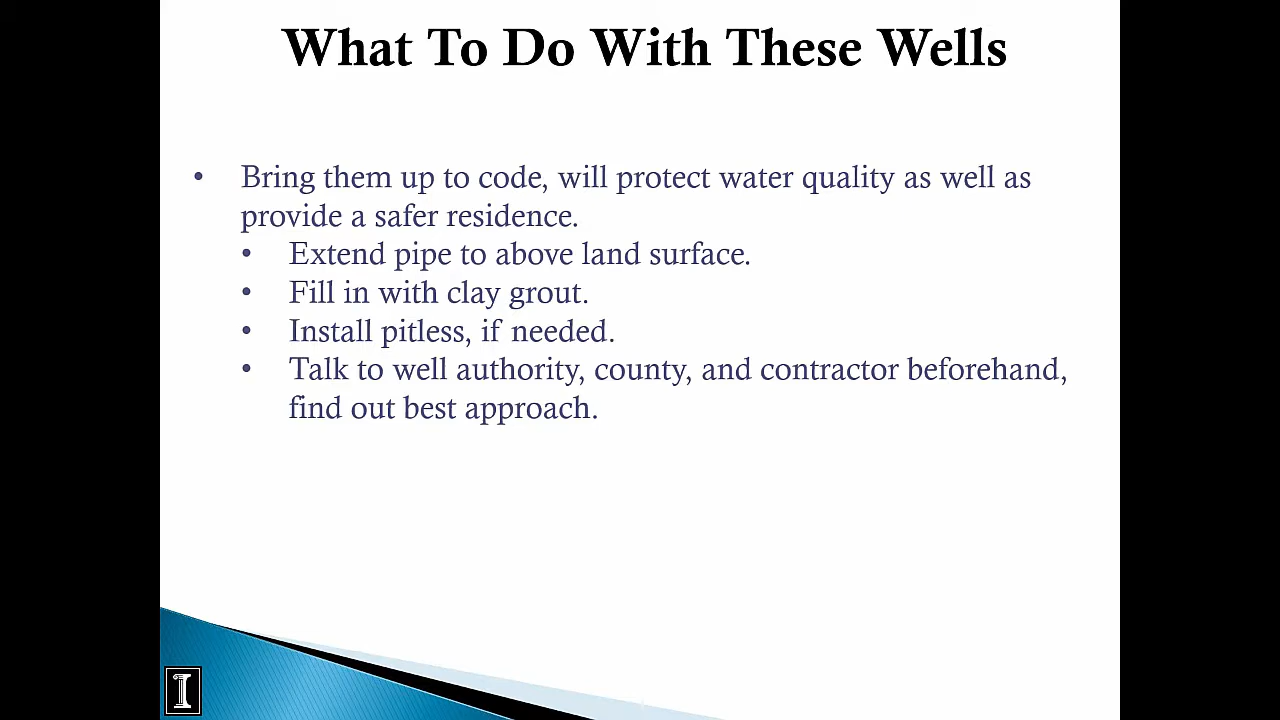 What To Do With These Wells
• Bring them up to code, will protect water quality as well as
provide a safer residence.
• Extend pipe to above land surface.
• Fill in with clay grout.
• Install pitless, if needed.
• Talk to well authority, county, and contractor beforehand,
find out best approach.
I